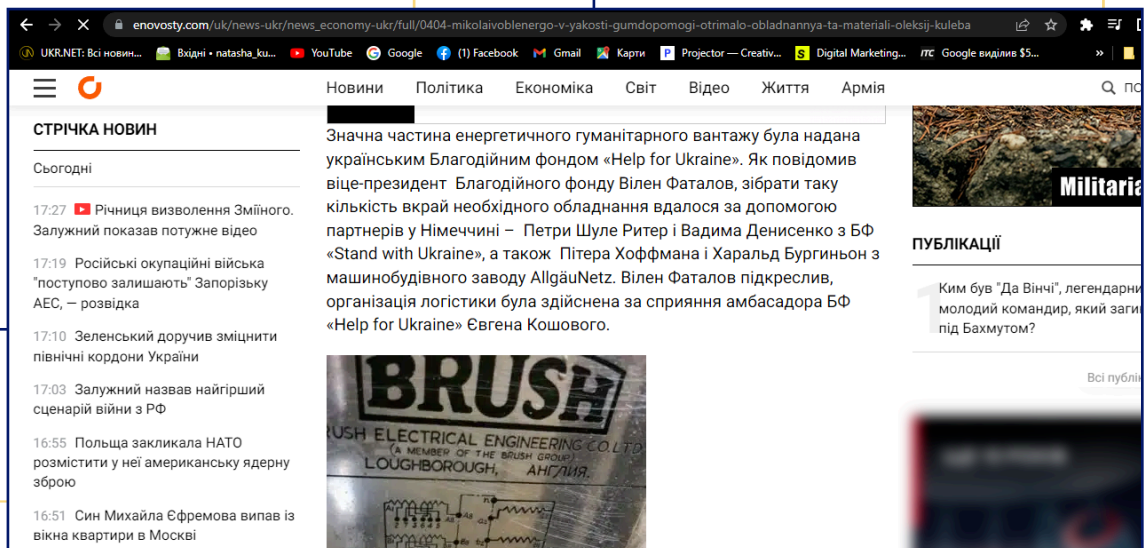 enovosty.com/uk/news-ukr/news_economy-ukr/full/0404-mikolaivoblenergo-v-yakosti-gumdopomogi-otrimalo-obladnannya-ta-materiali-oleksij-kuleba
UKR.NET: Всі новин...
Вхідні • natasha_ku...
YouTube
Google
(1) Facebook
Gmail
Карти
Projector — Creativ...
Digital Marketing...
Google виділив $5...
Новини
Політика
Економіка
Світ
Відео
Життя
Армія
СТРІЧКА НОВИН
Сьогодні
17:27 Річниця визволення Зміїного.
Залужний показав потужне відео
17:19 Російські окупаційні війська
"поступово залишають" Запорізьку
АЕС, — розвідка
17:10 Зеленський доручив зміцнити
північні кордони України
17:03 Залужний назвав найгірший
сценарій війни з РФ
16:55 Польща закликала НАТО
розмістити у неї американську ядерну
зброю
16:51 Син Михайла Єфремова випав із
вікна квартири в Москві
Значна частина енергетичного гуманітарного вантажу була надана
українським Благодійним фондом «Help for Ukraine». Як повідомив
віце-президент Благодійного фонду Вілен Фаталов, зібрати таку
кількість вкрай необхідного обладнання вдалося за допомогою
партнерів у Німеччині – Петри Шуле Ритер і Вадима Денисенко з БФ
«Stand with Ukraine», а також Пітера Хоффмана і Харальд Бургиньон з
машинобудівного заводу AllgäuNetz. Вілен Фаталов підкреслив,
організація логістики була здійснена за сприяння амбасадора БФ
«Help for Ukraine» Євгена Кошового.
BRUSH
RUSH ELECTRICAL ENGINEERING CO.LTD
(A MEMBER OF THE BRUSH GROUP)
LOUGHBOROUGH, АНГЛИЯ.
Militaria
ПУБЛІКАЦІЇ
1
Ким був "Да Вінчі", легендарни
молодий командир, який заги
під Бахмутом?
Всі публік